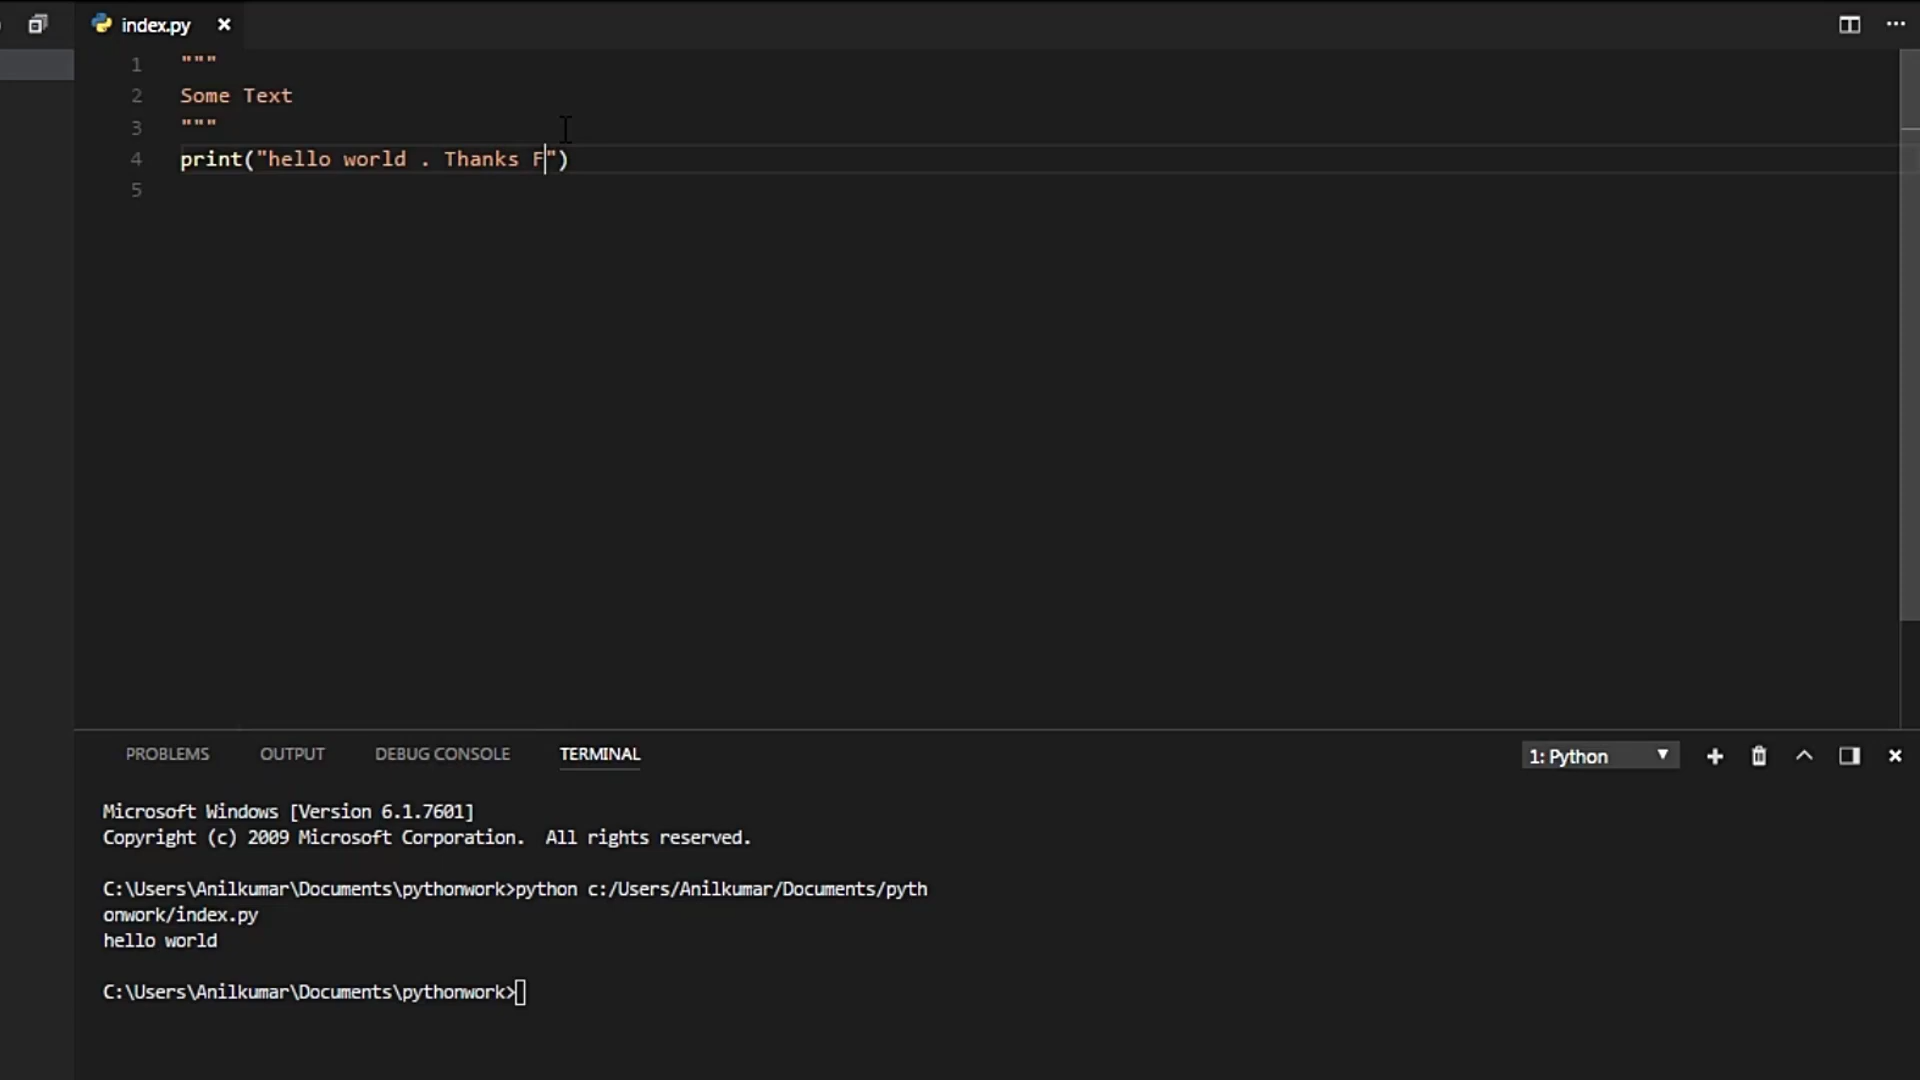 index.py
1 """
2 Some Text
3 """
4 print("hello world . Thanks F")
5
PROBLEMS OUTPUT DEBUG CONSOLE TERMINAL 1: Python
Microsoft Windows [Version 6.1.7601]
Copyright (c) 2009 Microsoft Corporation.  All rights reserved.
C:\Users\Anilkumar\Documents\pythonwork>python c:/Users/Anilkumar/Documents/pyth
onwork/index.py
hello world
C:\Users\Anilkumar\Documents\pythonwork>